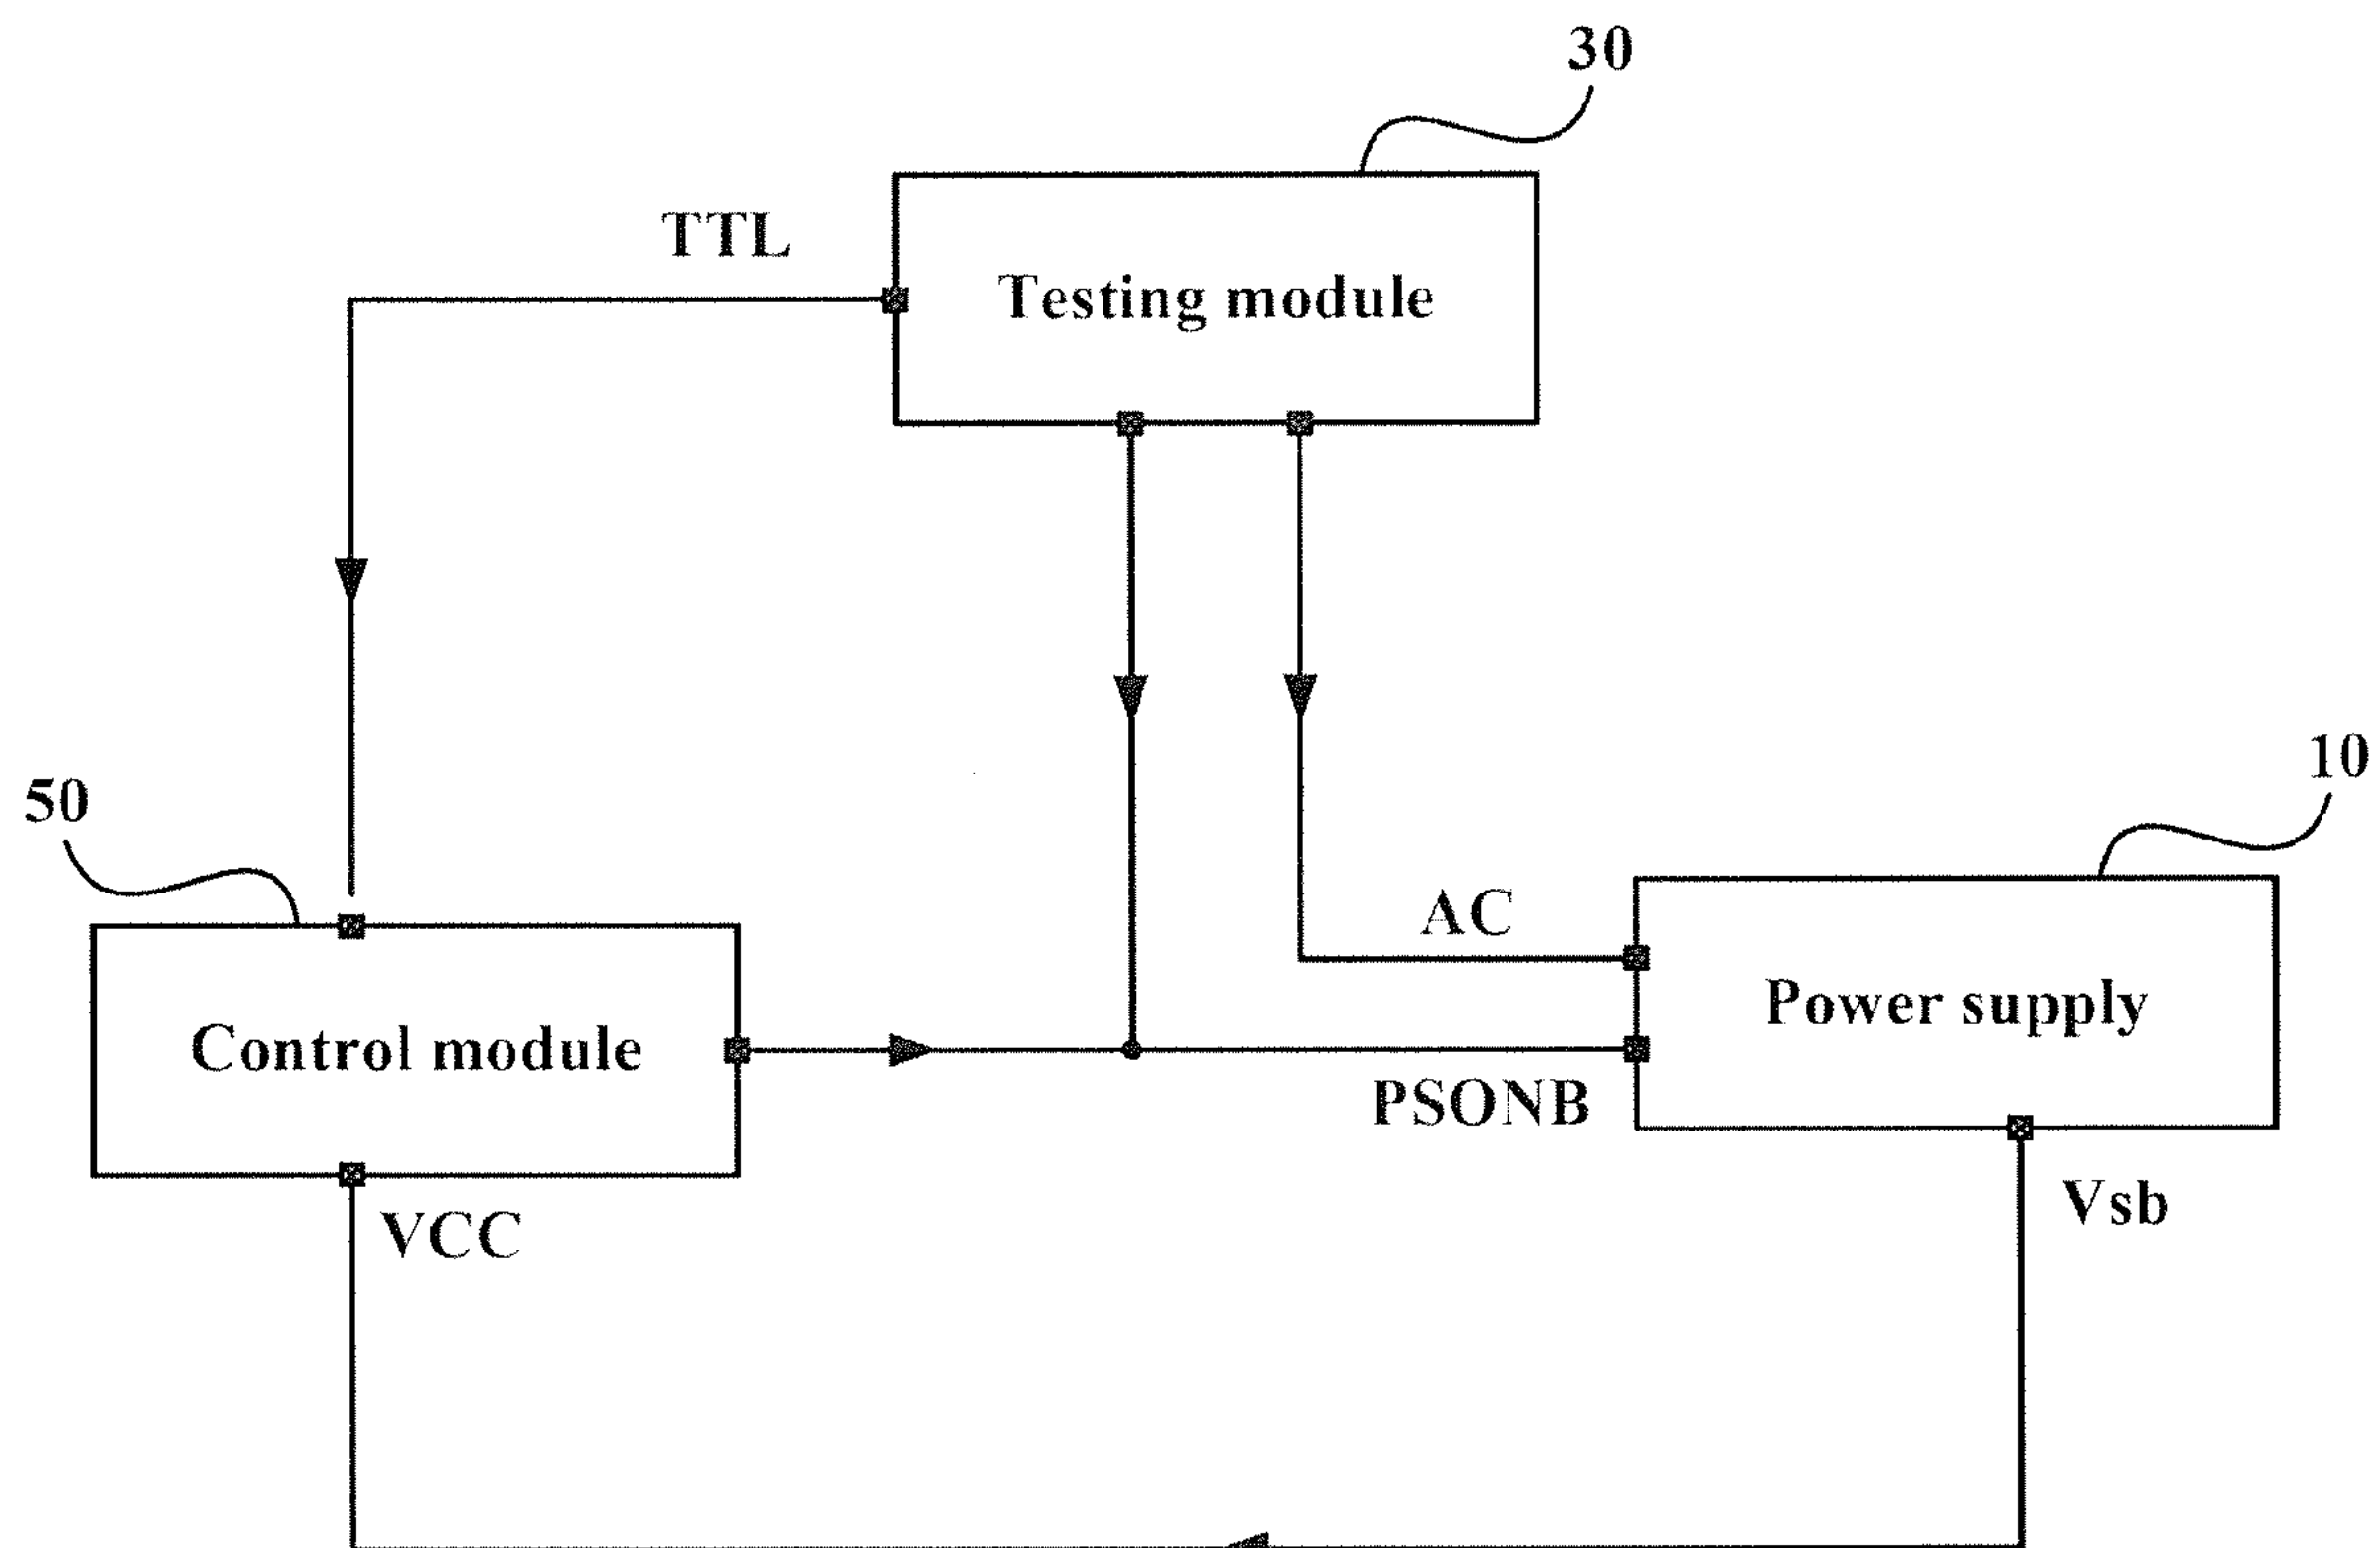 30
TTL
Testing module
10
50
AC
Power supply
Control module
PSONB
Vsb
VCC